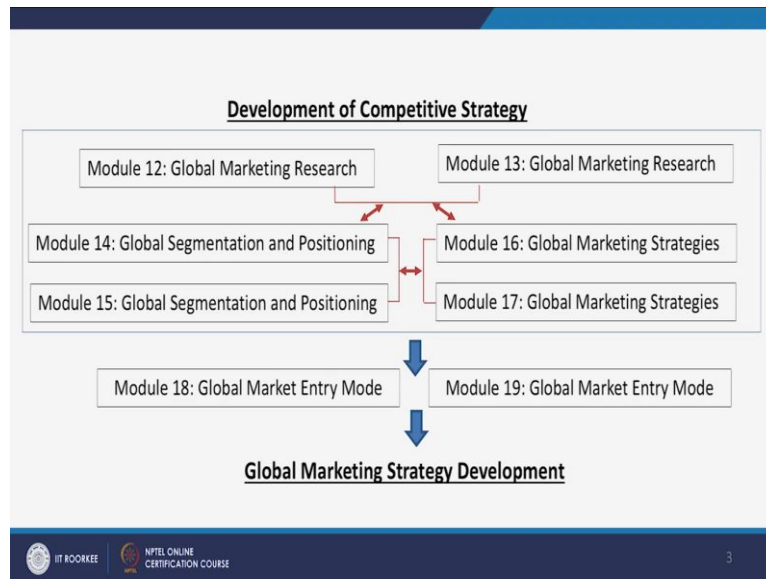 Development of Competitive Strategy
Module 12: Global Marketing Research
Module 13: Global Marketing Research
Module 14: Global Segmentation and Positioning
Module 16: Global Marketing Strategies
Module 15: Global Segmentation and Positioning
Module 17: Global Marketing Strategies
Module 18: Global Market Entry Mode
Module 19: Global Market Entry Mode
Global Marketing Strategy Development
IIT ROORKEE
NPTEL ONLINE
CERTIFICATION COURSE
3